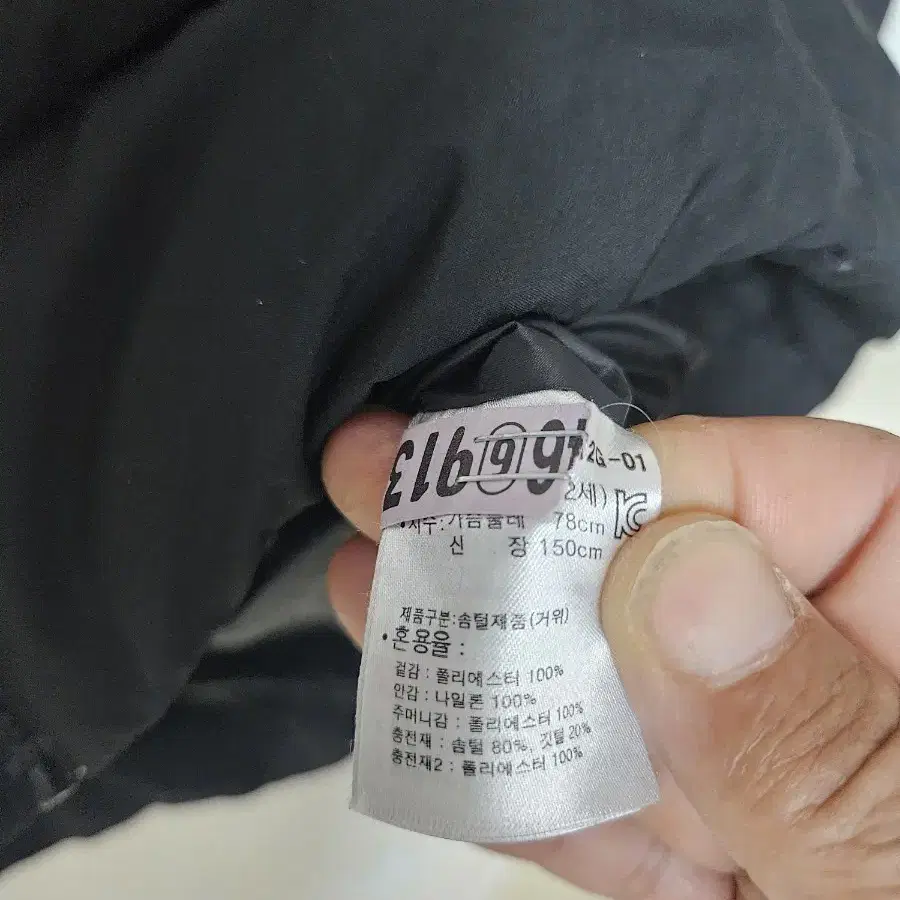 2G-01
2세)
•치수:가슴둘레 78cm
신 장 150cm
제품구분:솜털제품(거위)
•혼용율 :
겉감 : 폴리에스터 100%
안감 : 나일론 100%
주머니감 : 폴리에스터 100%
충전재 : 솜털 80%, 깃털 20%
충전재2 : 폴리에스터 100%